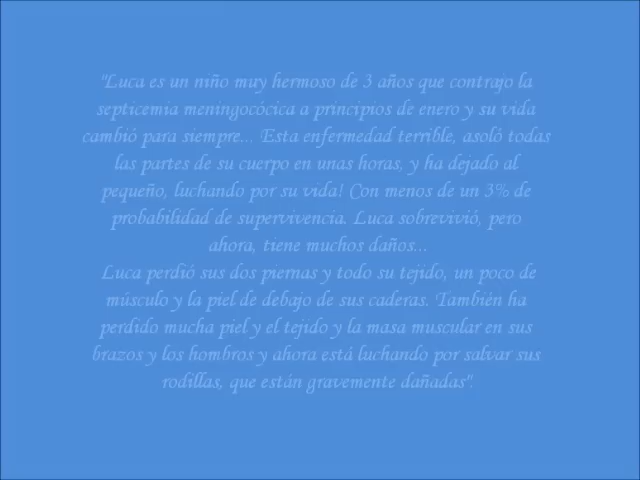 "Luca es un niño muy hermoso de 3 años que contrajo la
septicemia meningocócica a principios de enero y su vida
cambió para siempre... Esta enfermedad terrible, asoló todas
las partes de su cuerpo en unas horas, y ha dejado al
pequeño, luchando por su vida! Con menos de un 3% de
probabilidad de supervivencia. Luca sobrevivió, pero
ahora, tiene muchos daños...
Luca perdió sus dos piernas y todo su tejido, un poco de
músculo y la piel de debajo de sus caderas. También ha
perdido mucha piel y el tejido y la masa muscular en sus
brazos y los hombros y ahora está luchando por salvar sus
rodillas, que están gravemente dañadas".